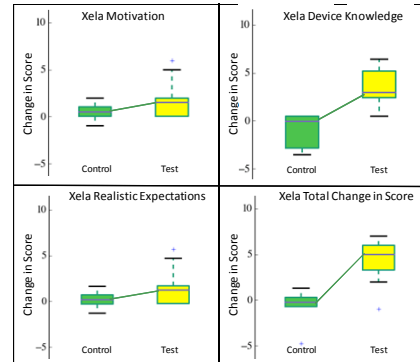 Xela Motivation
Change in Score
10
5
0
−5
Control
Test
Xela Device Knowledge
Change in Score
10
5
0
−5
Control
Test
Xela Realistic Expectations
Change in Score
10
5
0
−5
Control
Test
Xela Total Change in Score
Change in Score
10
5
0
−5
Control
Test